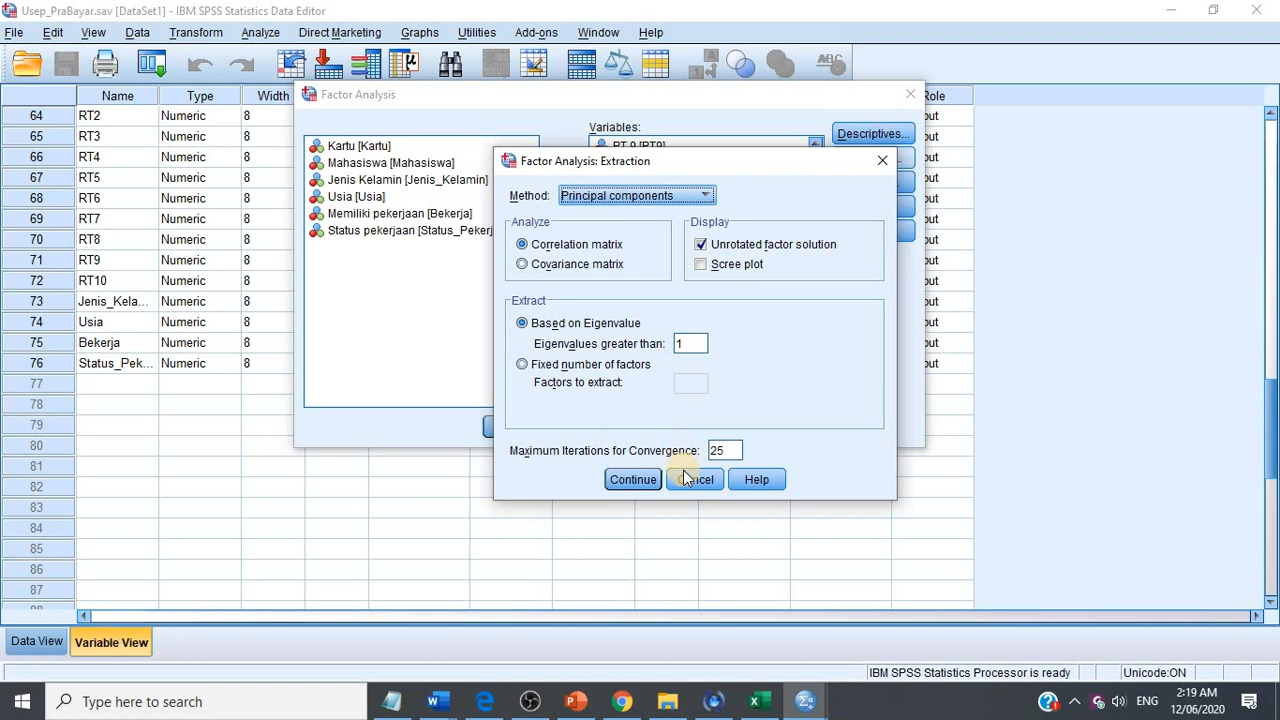 Usep_PraBayar.sav [DataSet1] - IBM SPSS Statistics Data Editor
File Edit View Data Transform Analyze Direct Marketing Graphs Utilities Add-ons Window Help
Name Type Width
64 RT2 Numeric 8
65 RT3 Numeric 8
66 RT4 Numeric 8
67 RT5 Numeric 8
68 RT6 Numeric 8
69 RT7 Numeric 8
70 RT8 Numeric 8
71 RT9 Numeric 8
72 RT10 Numeric 8
73 Jenis_Kela... Numeric 8
74 Usia Numeric 8
75 Bekerja Numeric 8
76 Status_Pek... Numeric 8
77
78
79
80
81
82
83
84
85
86
87
Factor Analysis
Kartu [Kartu]
Mahasiswa [Mahasiswa]
Jenis Kelamin [Jenis_Kelamin]
Usia [Usia]
Memiliki pekerjaan [Bekerja]
Status pekerjaan [Status_Pekerj
Variables:
RT 9 [RT9]
Descriptives...
Factor Analysis: Extraction
Method: Principal components
Analyze
Correlation matrix
Covariance matrix
Display
Unrotated factor solution
Scree plot
Extract
Based on Eigenvalue
Eigenvalues greater than: 1
Fixed number of factors
Factors to extract:
Maximum Iterations for Convergence: 25
Continue Cancel Help
Data View Variable View
IBM SPSS Statistics Processor is ready Unicode:ON
Type here to search
ENG
2:19 AM
12/06/2020